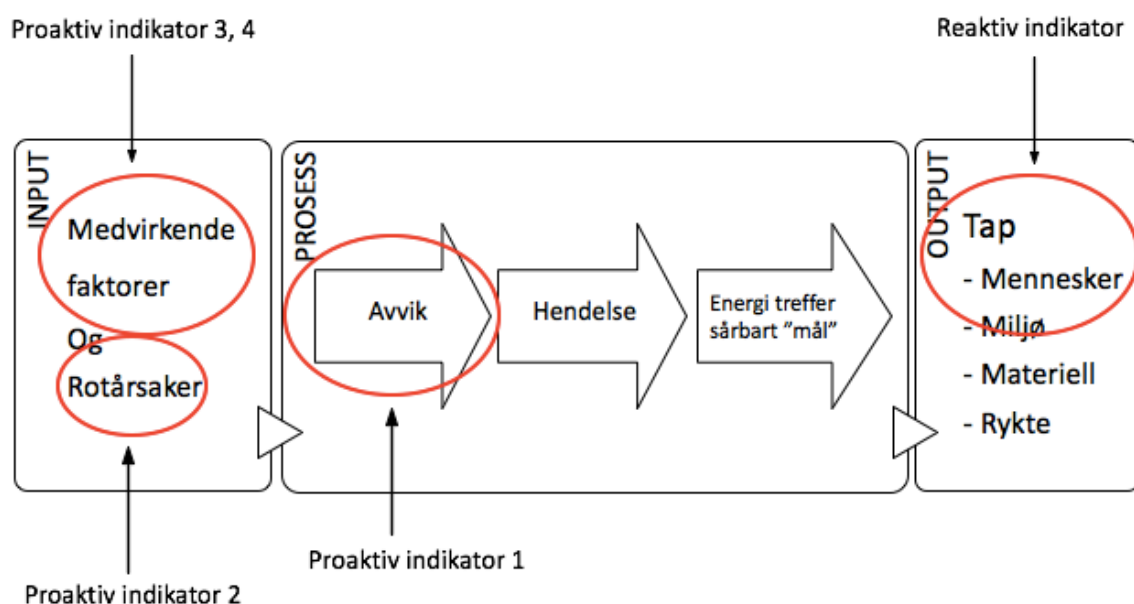 Proaktiv indikator 3, 4
Reaktiv indikator
INPUT
Medvirkende
faktorer
Og
Rotårsaker
PROSESS
Avvik
Hendelse
Energi treffer
sårbart ”mål”
OUTPUT
Tap
- Mennesker
- Miljø
- Materiell
- Rykte
Proaktiv indikator 1
Proaktiv indikator 2